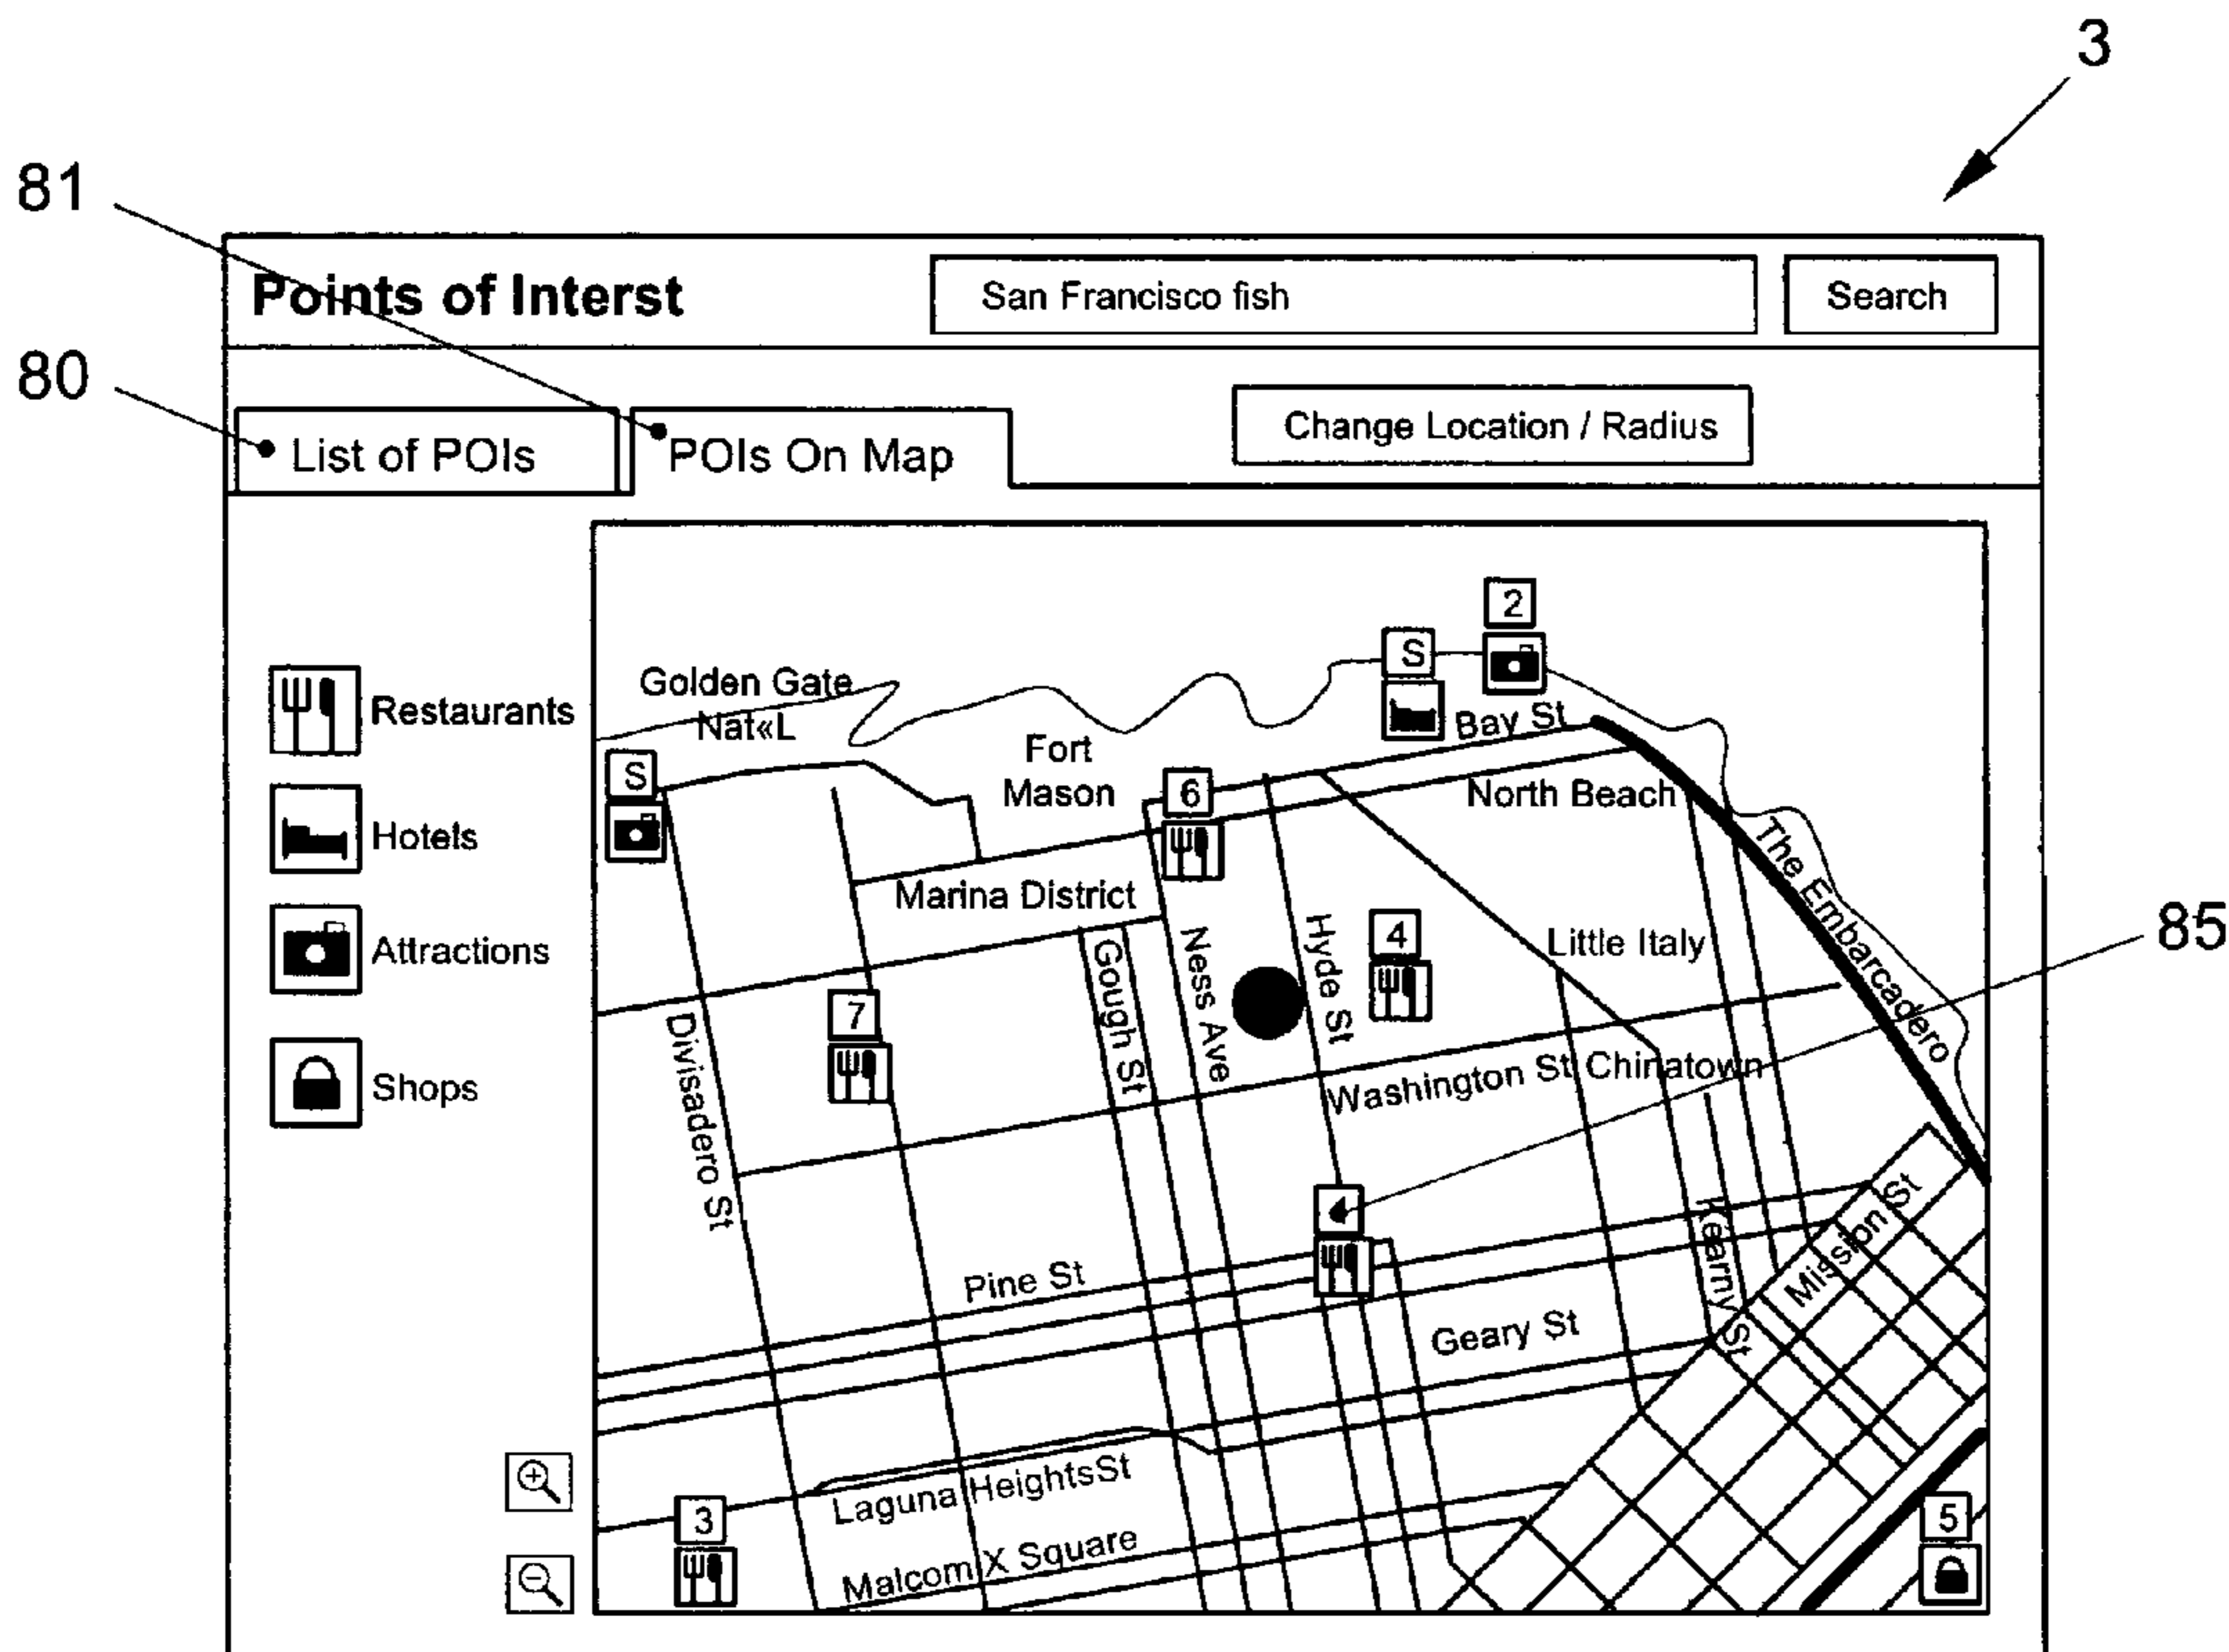 3
81
Points of Interst
San Francisco fish
Search
80
List of POIs
POIs On Map
Change Location / Radius
2
S
Golden Gate
Nat«L
Restaurants
Bay St
Fort
Mason
S
6
North Beach
Hotels
The Embarcadero
Marina District
85
4
Little Italy
Attractions
Gough St
Ness Ave
Hyde St
7
Divisadero St
Washington St
Chinatown
Shops
Kearny St
Mission St
Pine St
Geary St
Laguna HeightsSt
3
5
Malcom X Square